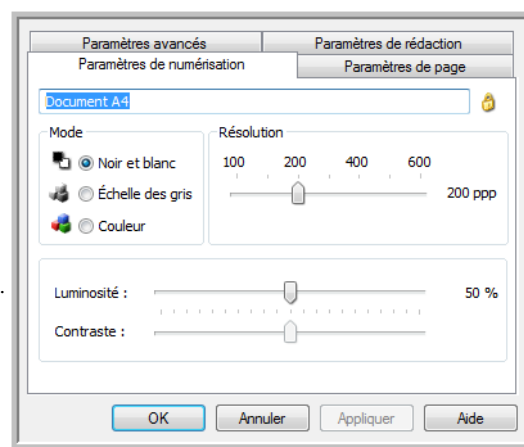 Paramètres avancés Paramètres de rédaction
Paramètres de numérisation Paramètres de page
Document A4
Mode Résolution
Noir et blanc 100 200 400 600
Échelle des gris 200 ppp
Couleur
Luminosité : 50 %
Contraste :
OK Annuler Appliquer Aide